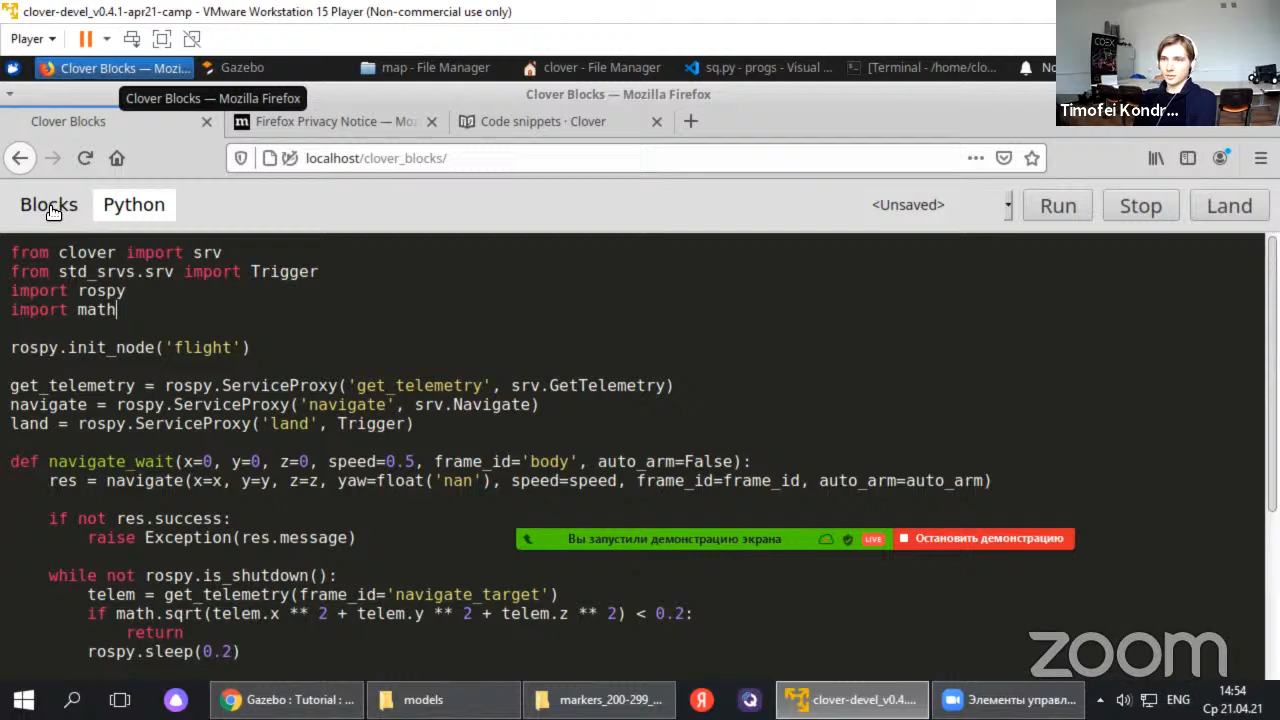 clover-devel_v0.4.1-apr21-camp - VMware Workstation 15 Player (Non-commercial use only)
Player
Clover Blocks — Mozi...
Gazebo
map - File Manager
clover - File Manager
sq.py - progs - Visual ...
[Terminal - /home/clo...
No
COEX
Timofei Kondr...
Clover Blocks — Mozilla Firefox
Clover Blocks — Mozilla Firefox
Clover Blocks
Firefox Privacy Notice — Moz
Code snippets · Clover
localhost/clover_blocks/
Blocks
Python
<Unsaved>
Run
Stop
Land
from clover import srv
from std_srvs.srv import Trigger
import rospy
import math
rospy.init_node('flight')
get_telemetry = rospy.ServiceProxy('get_telemetry', srv.GetTelemetry)
navigate = rospy.ServiceProxy('navigate', srv.Navigate)
land = rospy.ServiceProxy('land', Trigger)
def navigate_wait(x=0, y=0, z=0, speed=0.5, frame_id='body', auto_arm=False):
res = navigate(x=x, y=y, z=z, yaw=float('nan'), speed=speed, frame_id=frame_id, auto_arm=auto_arm)
if not res.success:
raise Exception(res.message)
Вы запустили демонстрацию экрана
LIVE
Остановить демонстрацию
while not rospy.is_shutdown():
telem = get_telemetry(frame_id='navigate_target')
if math.sqrt(telem.x ** 2 + telem.y ** 2 + telem.z ** 2) < 0.2:
return
rospy.sleep(0.2)
zoom
Gazebo : Tutorial : ...
models
markers_200-299_...
Я
clover-devel_v0.4....
Элементы управл...
ENG
14:54
Ср 21.04.21